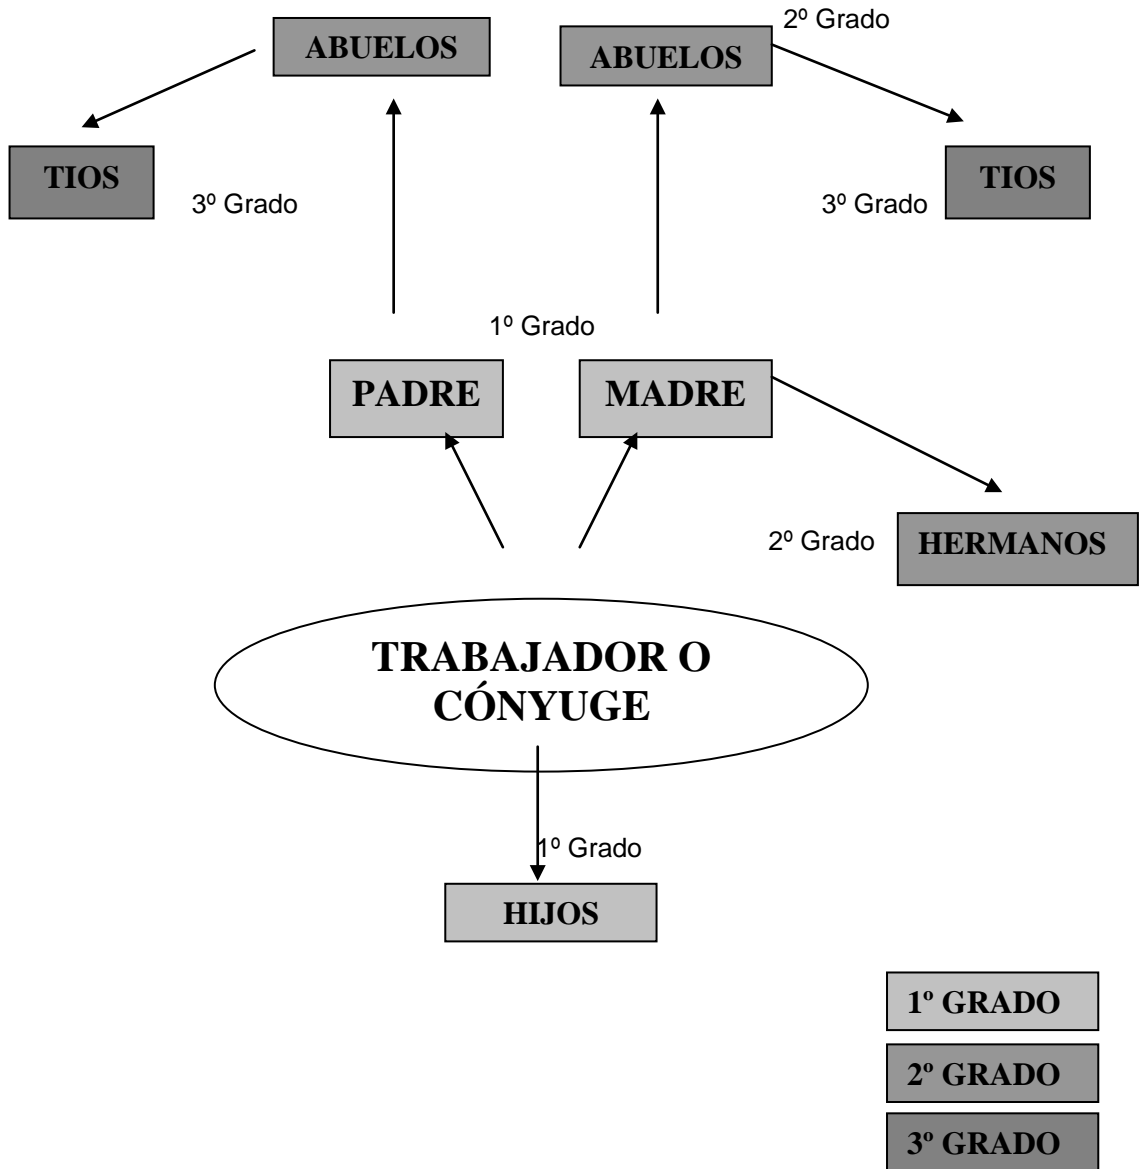 2º Grado
ABUELOS
ABUELOS
TIOS
TIOS
3º Grado
3º Grado
1º Grado
PADRE
MADRE
2º Grado
HERMANOS
TRABAJADOR O
CÓNYUGE
1º Grado
HIJOS
1º GRADO
2º GRADO
3º GRADO